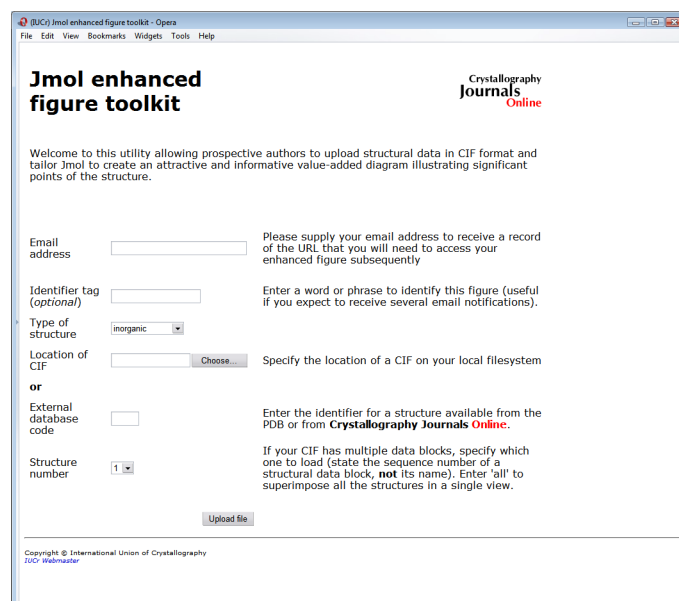 (IUCr) Jmol enhanced figure toolkit - Opera
File Edit View Bookmarks Widgets Tools Help
Jmol enhanced
figure toolkit
Crystallography
Journals
Online
Welcome to this utility allowing prospective authors to upload structural data in CIF format and
tailor Jmol to create an attractive and informative value-added diagram illustrating significant
points of the structure.
Email
address
Please supply your email address to receive a record
of the URL that you will need to access your
enhanced figure subsequently
Identifier tag
(optional)
Enter a word or phrase to identify this figure (useful
if you expect to receive several email notifications).
Type of
structure
inorganic
Location of
CIF
Choose...
Specify the location of a CIF on your local filesystem
or
External
database
code
Enter the identifier for a structure available from the
PDB or from Crystallography Journals Online.
Structure
number
1
If your CIF has multiple data blocks, specify which
one to load (state the sequence number of a
structural data block, not its name). Enter 'all' to
superimpose all the structures in a single view.
Upload file
Copyright © International Union of Crystallography
IUCr Webmaster